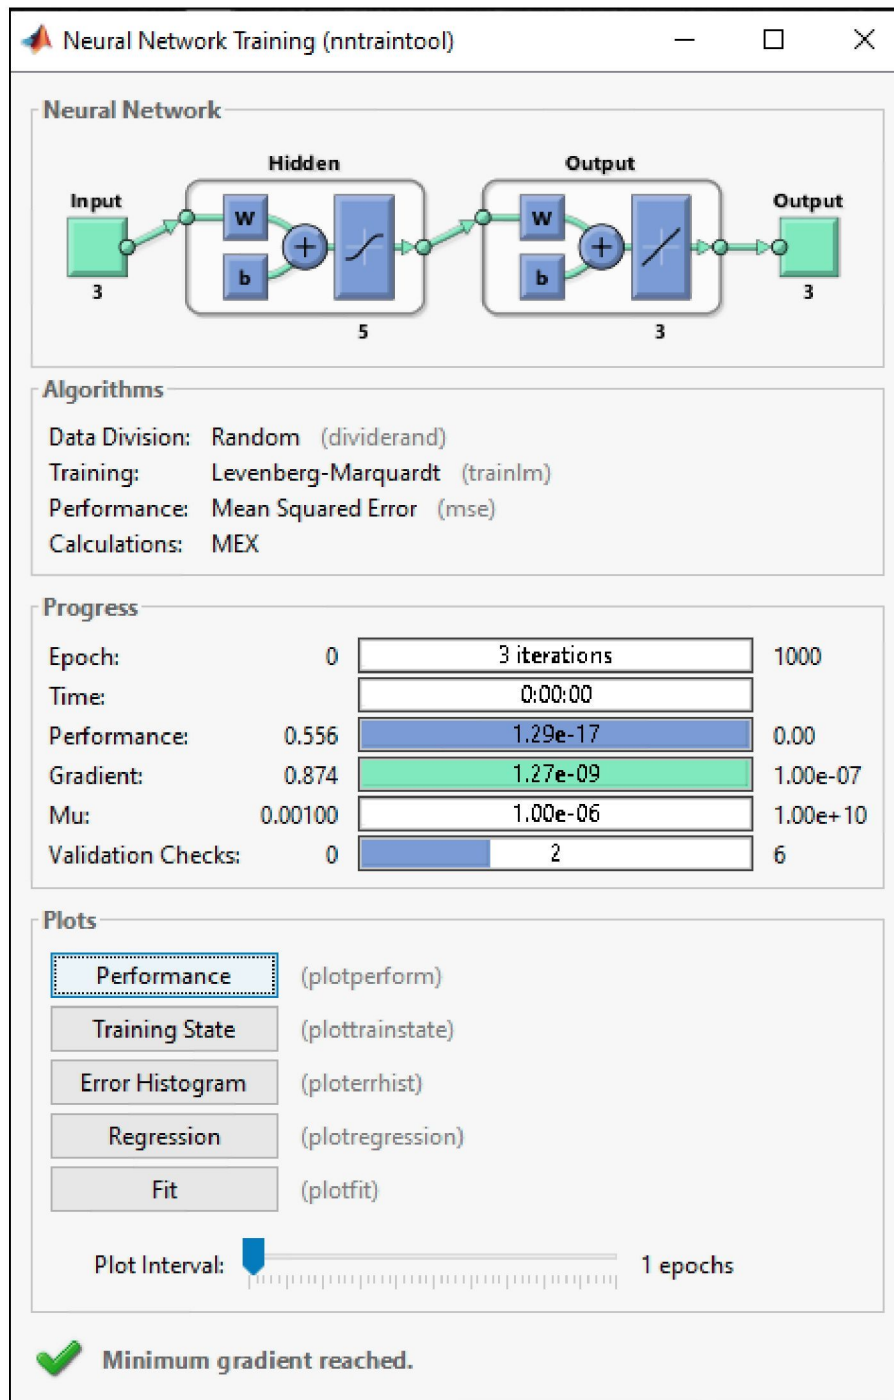 Neural Network Training (nntraintool)
Neural Network
Hidden Output
Input Output
W W
b b
3 3
5 3
Algorithms
Data Division: Random (dividerand)
Training: Levenberg-Marquardt (trainlm)
Performance: Mean Squared Error (mse)
Calculations: MEX
Progress
Epoch: 0 3 iterations 1000
Time: 0:00:00
Performance: 0.556 1.29e-17 0.00
Gradient: 0.874 1.27e-09 1.00e-07
Mu: 0.00100 1.00e-06 1.00e+10
Validation Checks: 0 2 6
Plots
Performance (plotperform)
Training State (plottrainstate)
Error Histogram (ploterrhist)
Regression (plotregression)
Fit (plotfit)
Plot Interval: 1 epochs
Minimum gradient reached.